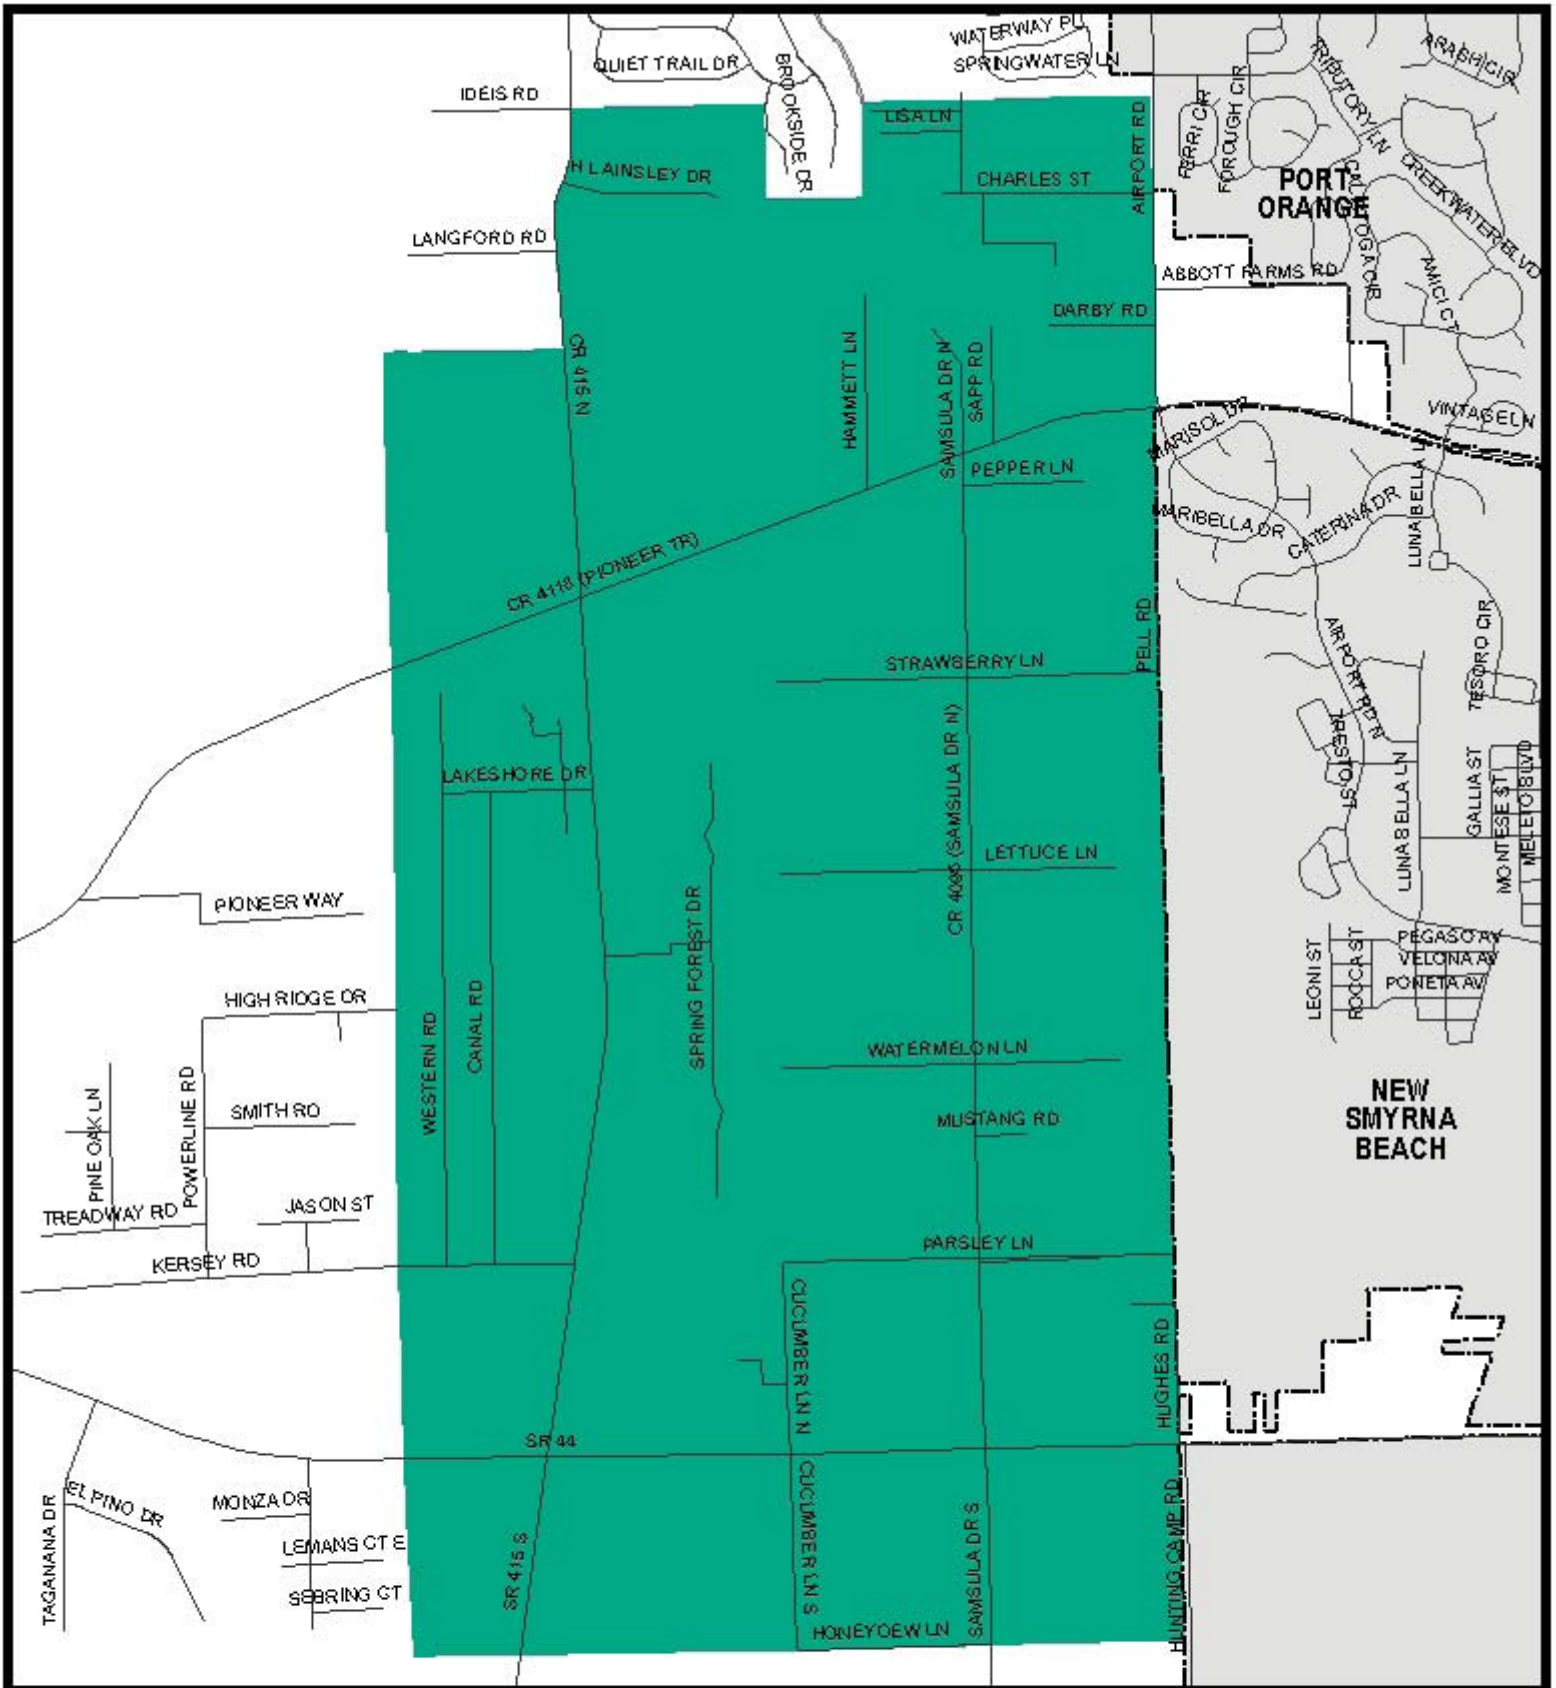 WATERWAY PL
SPRINGWATER LN
QUIET TRAIL DR
BROOKSIDE DR
ARASHI CIR
TRIBUTORY LN
IDEIS RD
LISA LN
AIRPORT RD
FERRI CIR
FOROUGH CIR
H LAINSLEY DR
CHARLES ST
PORT
ORANGE
CALISTOGA CIR
CREEKWATER BLVD
LANGFORD RD
ABBOTT FARMS RD
AMICI CT
DARBY RD
CR 415 N
HAMMETT LN
SAMSULA DR N
SAPP RD
PEPPER LN
MARISOL DR
VINTAGE LN
MARIBELLA DR
CATERINA DR
LUNA BELLA L
CR 4118 (PIONEER TR)
PELL RD
STRAWBERRY LN
AIRPORT RD N
TESORO CIR
CR 4095 (SAMSULA DR N)
LAKESHORE DR
TRESTO ST
LUNA BELLA LN
GALLIA ST
MONTESE ST
MELETO BLVD
LETTUCE LN
PIONEER WAY
SPRING FOREST DR
LEONI ST
ROCCA ST
PEGASO AV
VELONA AV
PONETA AV
HIGH RIDGE DR
WESTERN RD
CANAL RD
WATERMELON LN
PINE OAK LN
POWERLINE RD
SMITH RD
MUSTANG RD
NEW
SMYRNA
BEACH
TREADWAY RD
JASON ST
KERSEY RD
PARSLEY LN
CUCUMBER LN N
HUGHES RD
SR 44
TAGANANA DR
EL PINO DR
MONZA DR
LEMANS CT E
SEBRING CT
SR 415 S
CUCUMBER LN S
SAMSULA DR S
HONEYDEW LN
HUNTING CAMP RD